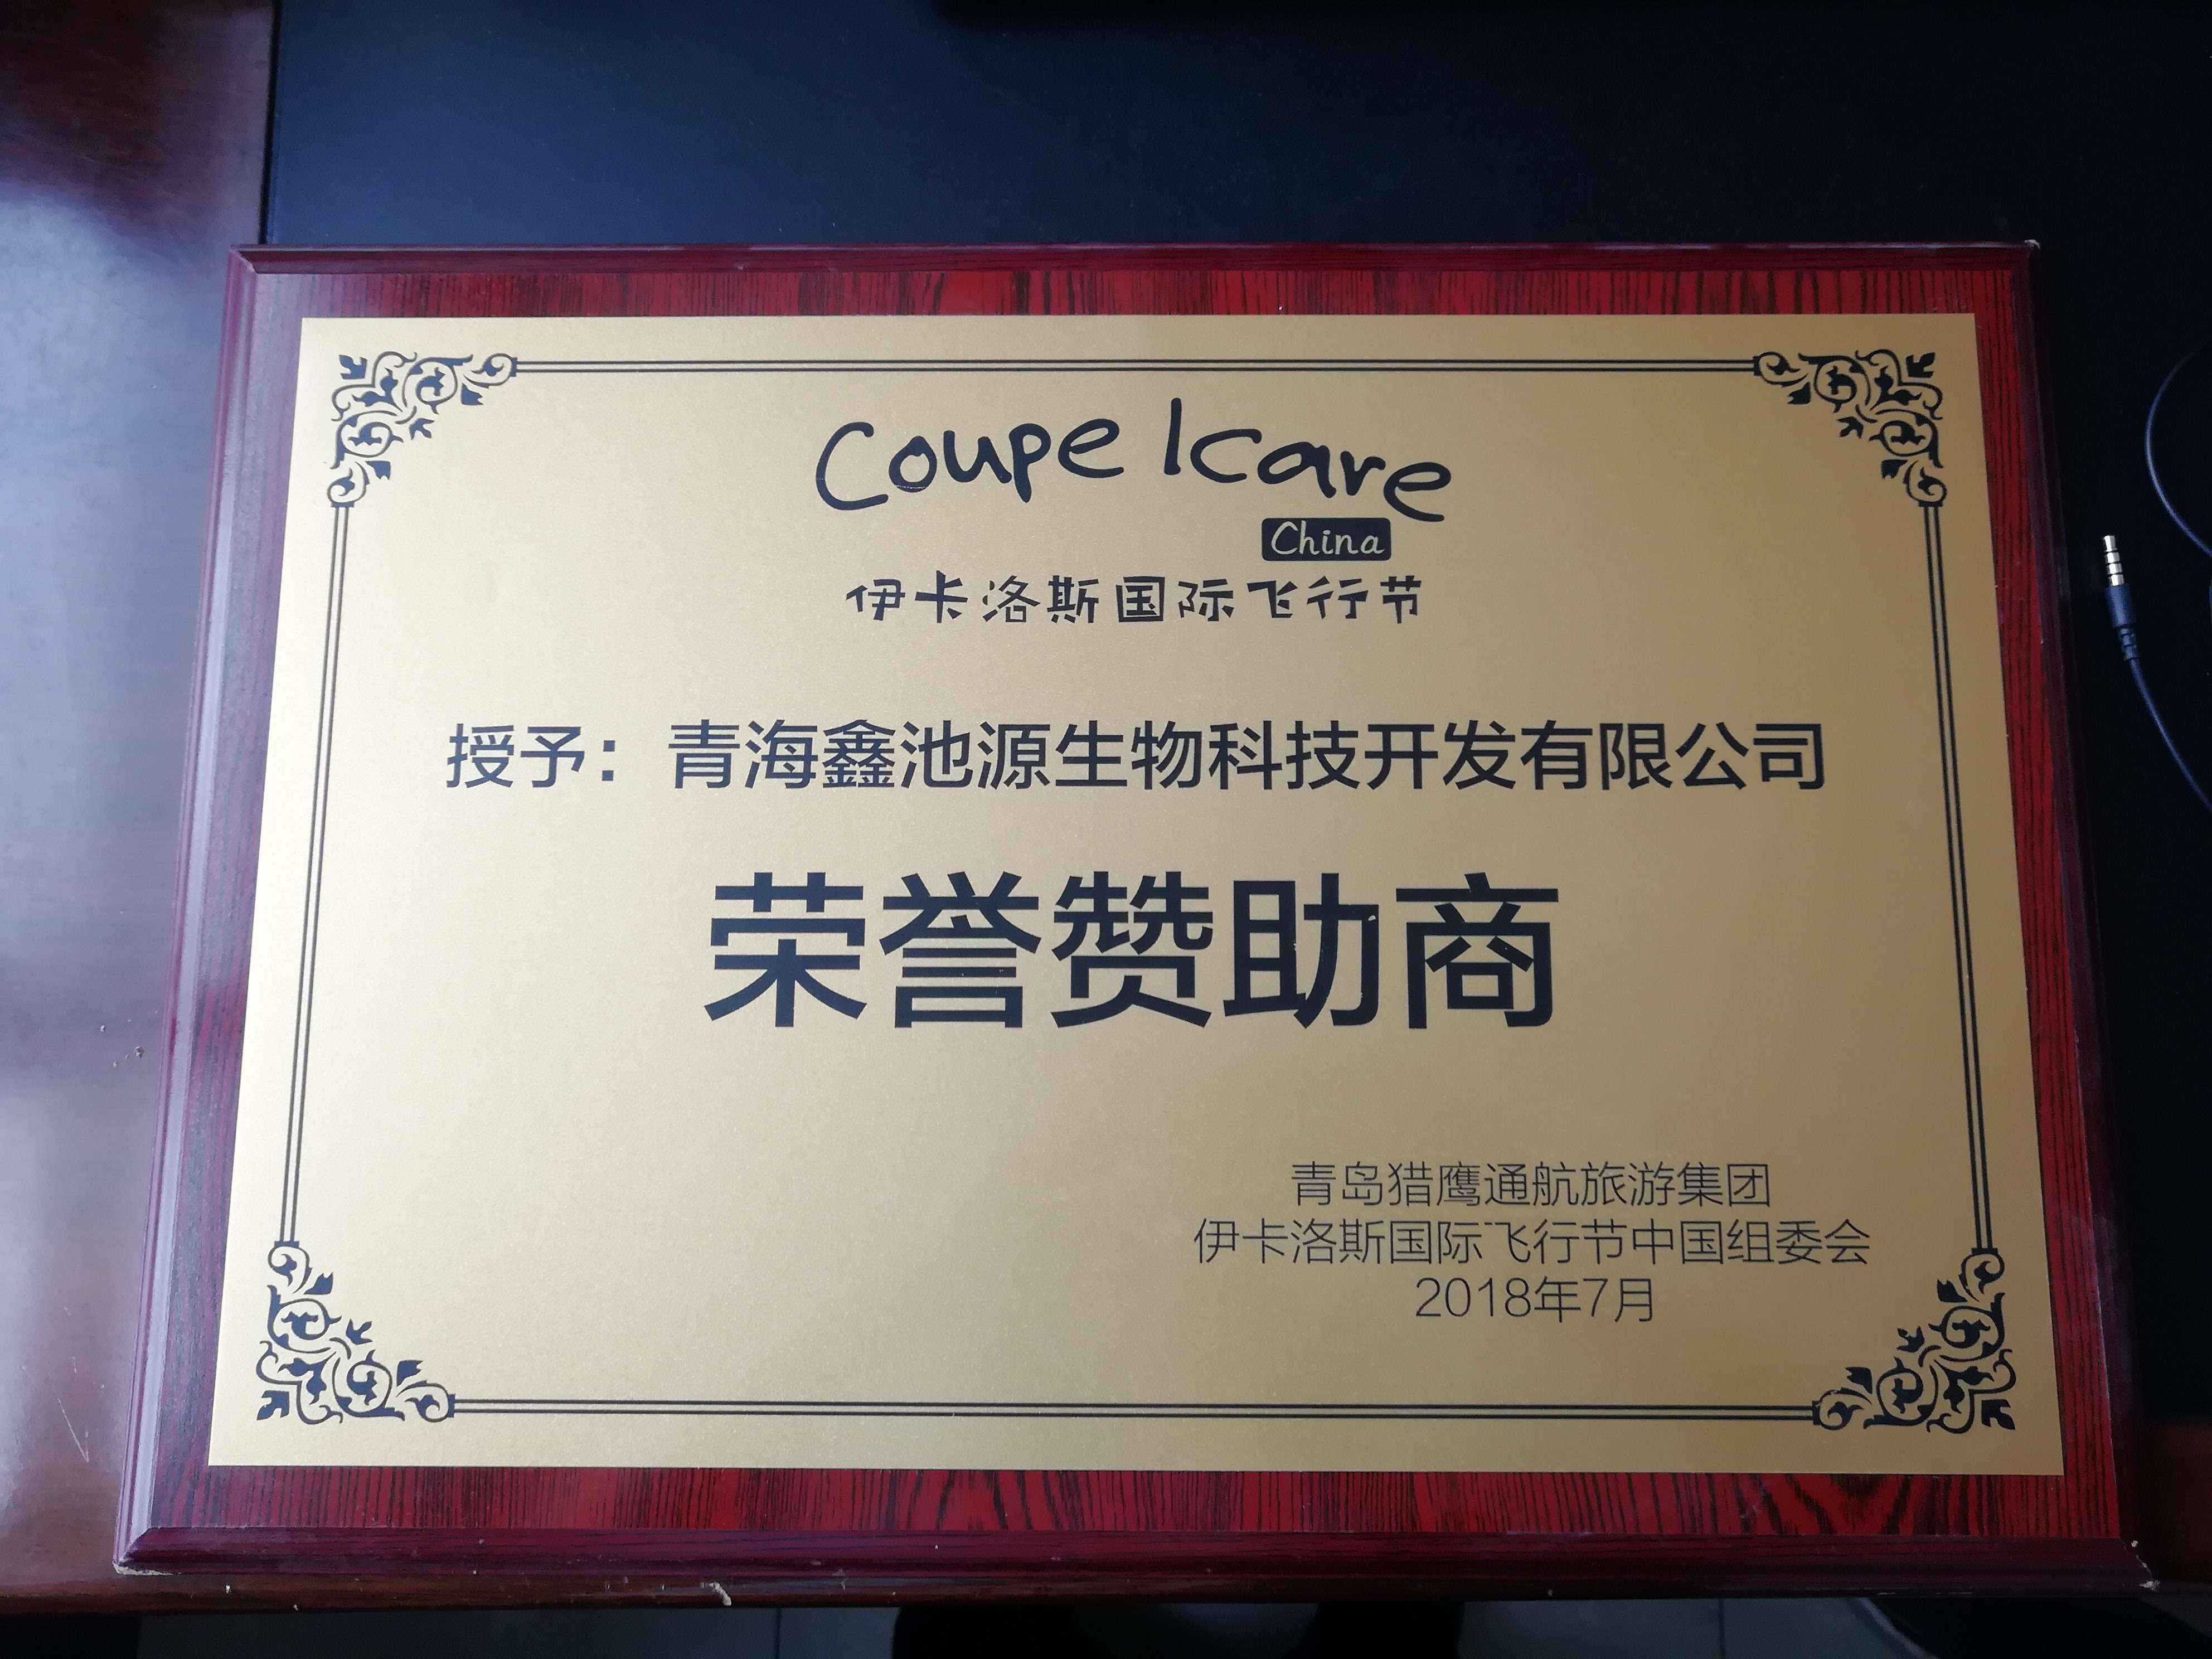 Coupe Icare
China
伊卡洛斯国际飞行节
授予：青海鑫池源生物科技开发有限公司
荣誉赞助商
青岛猎鹰通航旅游集团
伊卡洛斯国际飞行节中国组委会
2018年7月